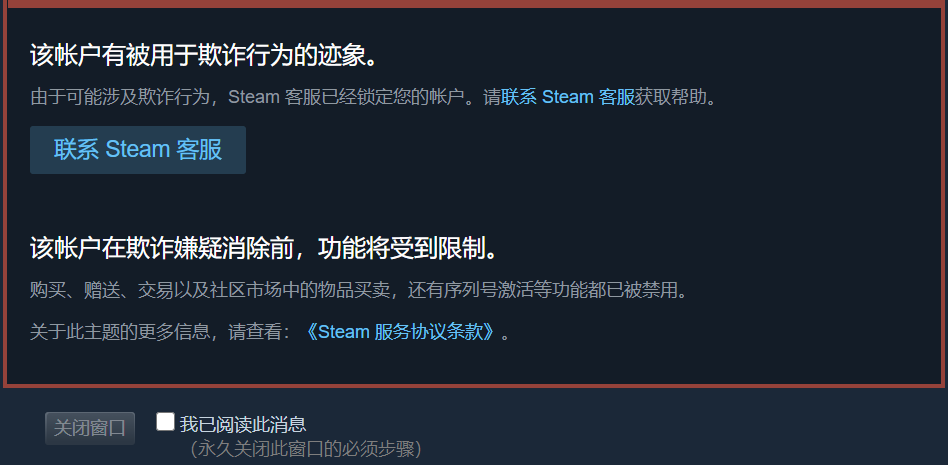 该帐户有被用于欺诈行为的迹象。
由于可能涉及欺诈行为，Steam 客服已经锁定您的帐户。请联系 Steam 客服获取帮助。
联系 Steam 客服
该帐户在欺诈嫌疑消除前，功能将受到限制。
购买、赠送、交易以及社区市场中的物品买卖，还有序列号激活等功能都已被禁用。
关于此主题的更多信息，请查看：《Steam 服务协议条款》。
关闭窗口 我已阅读此消息
（永久关闭此窗口的必须步骤）